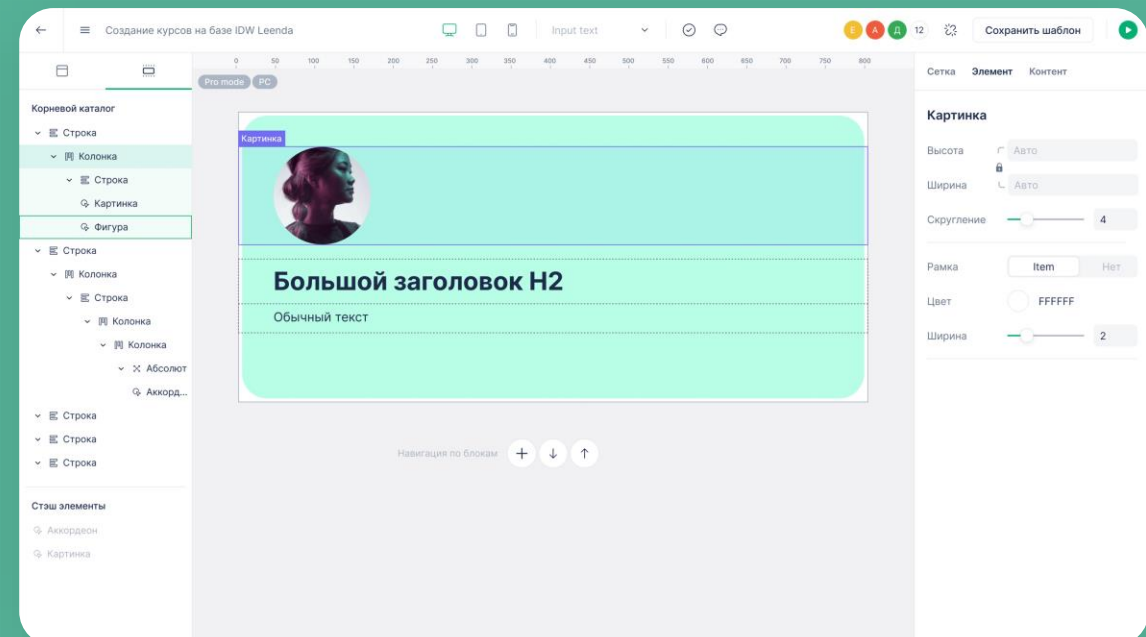 Создание курсов на базе IDW Leenda
Input text
Е А Д 12
Сохранить шаблон
0 50 100 150 200 250 300 350 400 450 500 550 600 650 700 750 800
Pro mode PC
Корневой каталог
Строка
Колонка
Строка
Картинка
Фигура
Строка
Колонка
Строка
Колонка
Колонка
Абсолют
Аккорд...
Строка
Строка
Строка
Стэш элементы
Аккордеон
Картинка
Картинка
Большой заголовок H2
Обычный текст
Навигация по блокам
Сетка Элемент Контент
Картинка
Высота Авто
Ширина Авто
Скругление 4
Рамка Item Нет
Цвет FFFFFF
Ширина 2